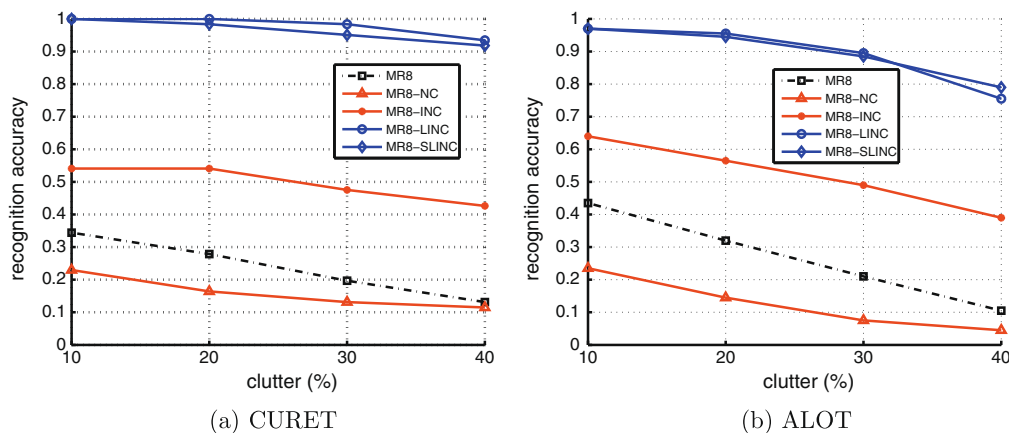 recognition accuracy
1
0.9
0.8
0.7
0.6
0.5
0.4
0.3
0.2
0.1
0
10 20 30 40
clutter (%)
MR8
MR8-NC
MR8-INC
MR8-LINC
MR8-SLINC
(a) CURET
recognition accuracy
1
0.9
0.8
0.7
0.6
0.5
0.4
0.3
0.2
0.1
0
10 20 30 40
clutter (%)
MR8
MR8-NC
MR8-INC
MR8-LINC
MR8-SLINC
(b) ALOT